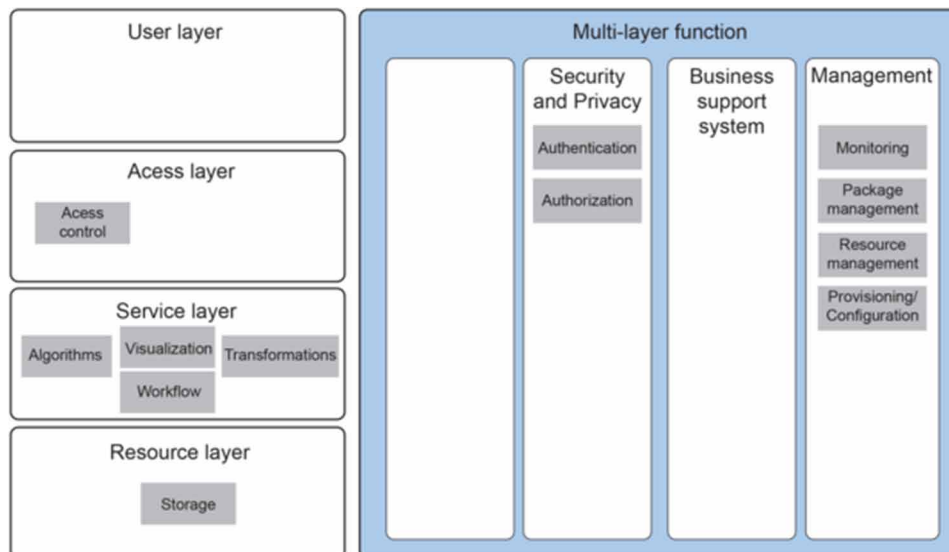 User layer
Acess layer
Acess
control
Service layer
Algorithms
Visualization
Transformations
Workflow
Resource layer
Storage
Multi-layer function
Security
and Privacy
Authentication
Authorization
Business
support
system
Management
Monitoring
Package
management
Resource
management
Provisioning/
Configuration